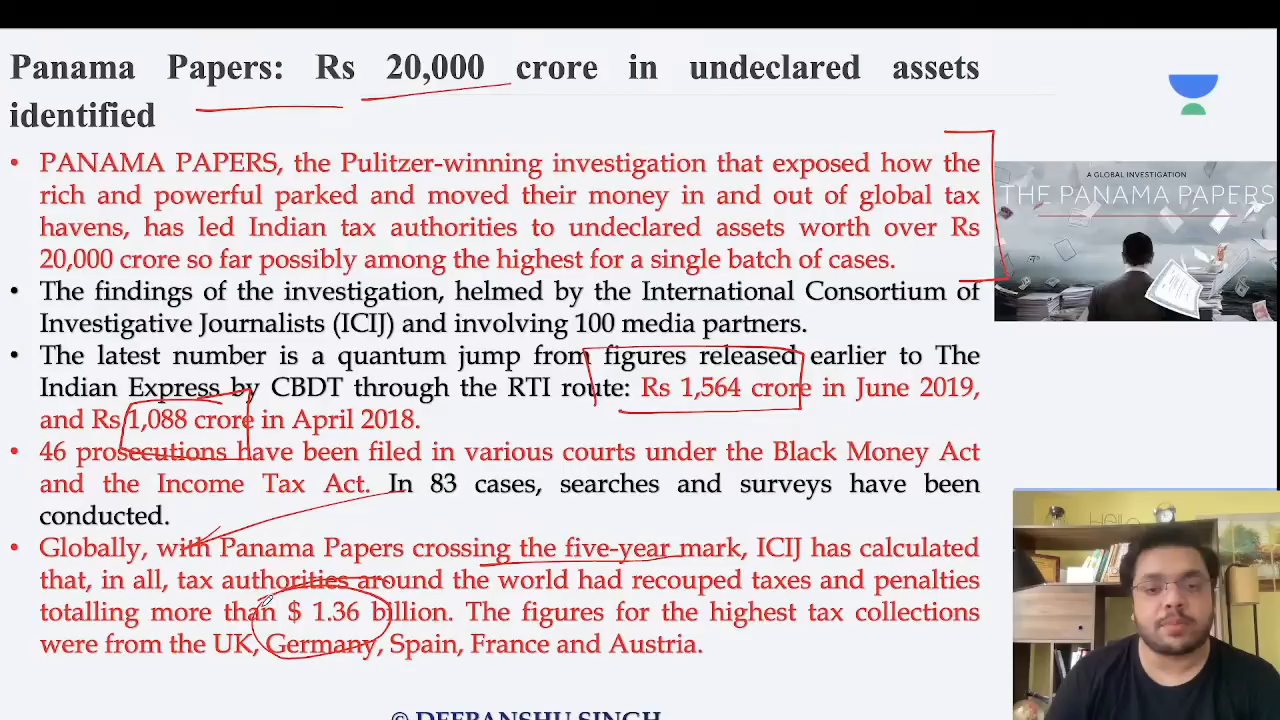 Panama Papers: Rs 20,000 crore in undeclared assets
identified
• PANAMA PAPERS, the Pulitzer-winning investigation that exposed how the
rich and powerful parked and moved their money in and out of global tax
havens, has led Indian tax authorities to undeclared assets worth over Rs
20,000 crore so far possibly among the highest for a single batch of cases.
• The findings of the investigation, helmed by the International Consortium of
Investigative Journalists (ICIJ) and involving 100 media partners.
• The latest number is a quantum jump from figures released earlier to The
Indian Express by CBDT through the RTI route: Rs 1,564 crore in June 2019,
and Rs 1,088 crore in April 2018.
• 46 prosecutions have been filed in various courts under the Black Money Act
and the Income Tax Act. In 83 cases, searches and surveys have been
conducted.
• Globally, with Panama Papers crossing the five-year mark, ICIJ has calculated
that, in all, tax authorities around the world had recouped taxes and penalties
totalling more than $ 1.36 billion. The figures for the highest tax collections
were from the UK, Germany, Spain, France and Austria.
A GLOBAL INVESTIGATION
THE PANAMA PAPERS
Hello
© DEEPANSHU SINGH